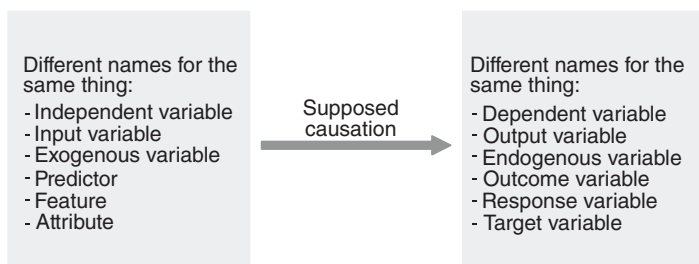 Different names for the
same thing:
- Independent variable
- Input variable
- Exogenous variable
- Predictor
- Feature
- Attribute
Supposed
causation
Different names for the
same thing:
- Dependent variable
- Output variable
- Endogenous variable
- Outcome variable
- Response variable
- Target variable